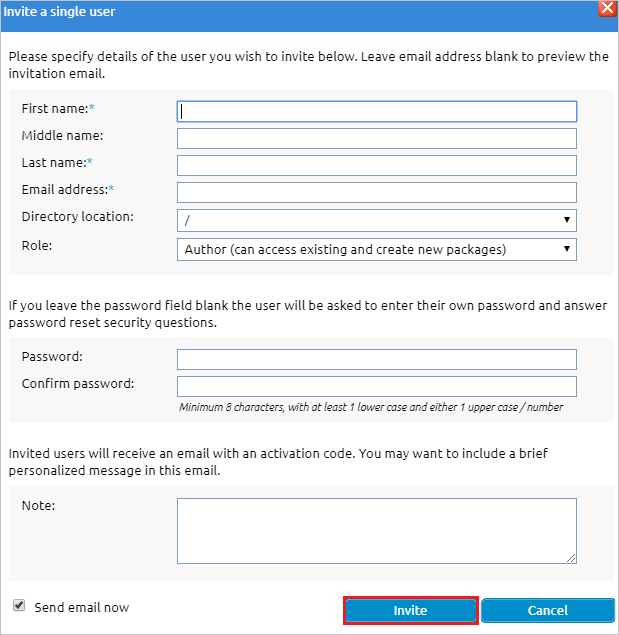 Invite a single user
Please specify details of the user you wish to invite below. Leave email address blank to preview the
invitation email.
First name:*
Middle name:
Last name:*
Email address:*
Directory location: /
Role: Author (can access existing and create new packages)
If you leave the password field blank the user will be asked to enter their own password and answer
password reset security questions.
Password:
Confirm password:
Minimum 8 characters, with at least 1 lower case and either 1 upper case / number
Invited users will receive an email with an activation code. You may want to include a brief
personalized message in this email.
Note:
Send email now Invite Cancel